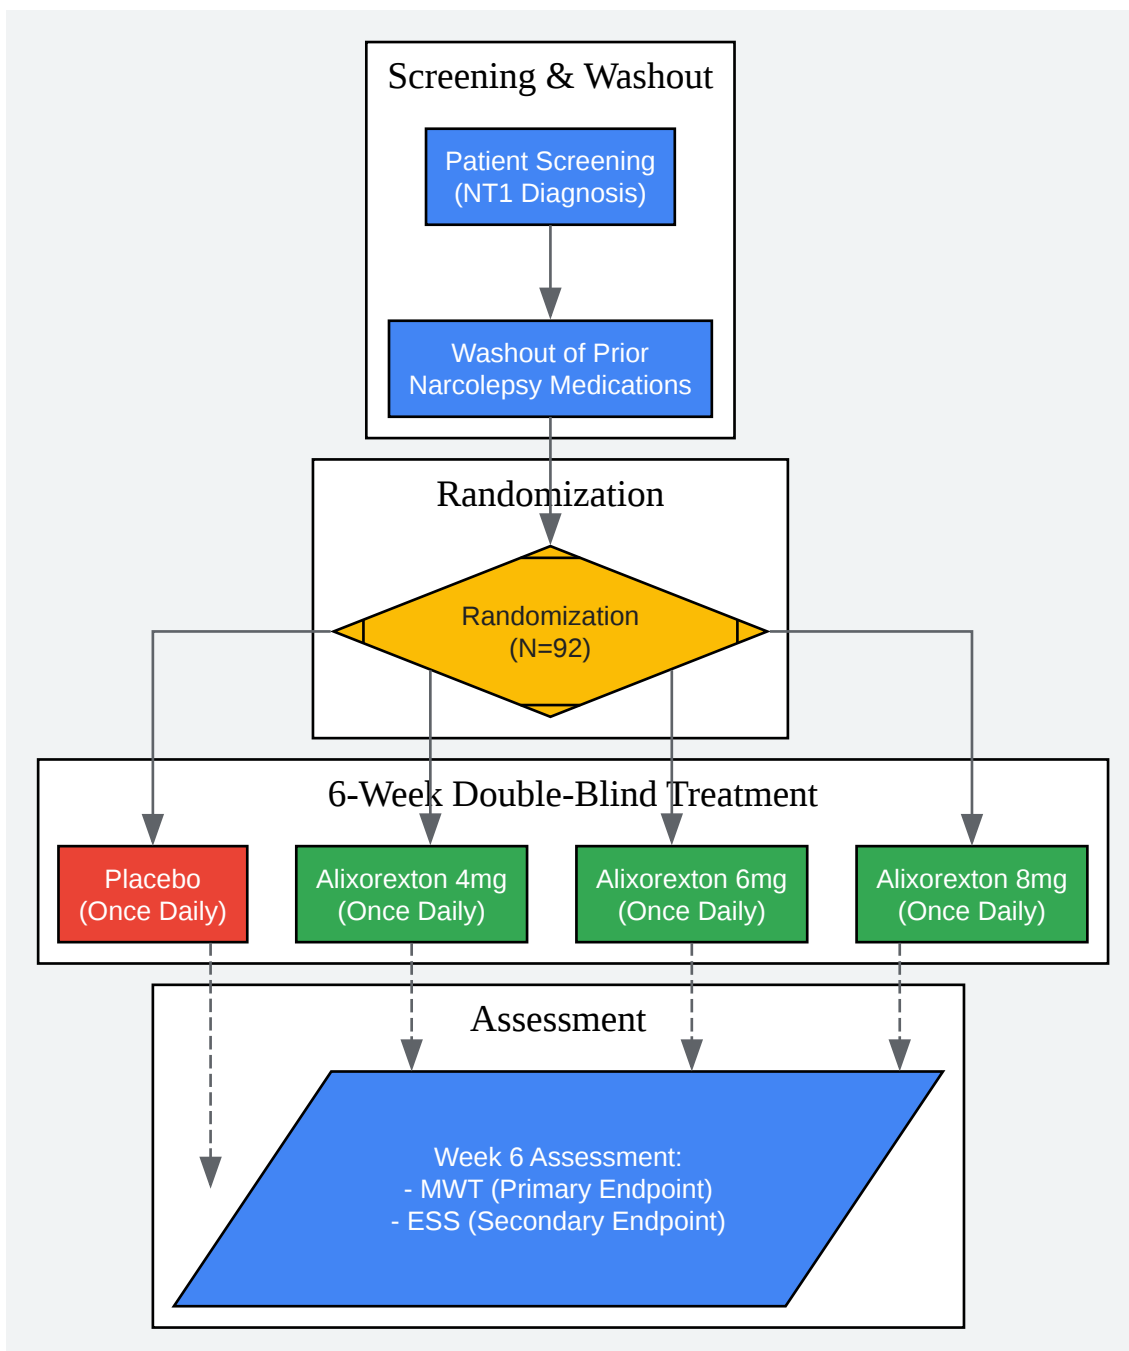 Screening & Washout
Patient Screening
(NT1 Diagnosis)
Washout of Prior
Narcolepsy Medications
Randomization
Randomization
(N=92)
6-Week Double-Blind Treatment
Placebo
(Once Daily)
Alixorexton 4mg
(Once Daily)
Alixorexton 6mg
(Once Daily)
Alixorexton 8mg
(Once Daily)
Assessment
Week 6 Assessment:
- MWT (Primary Endpoint)
- ESS (Secondary Endpoint)